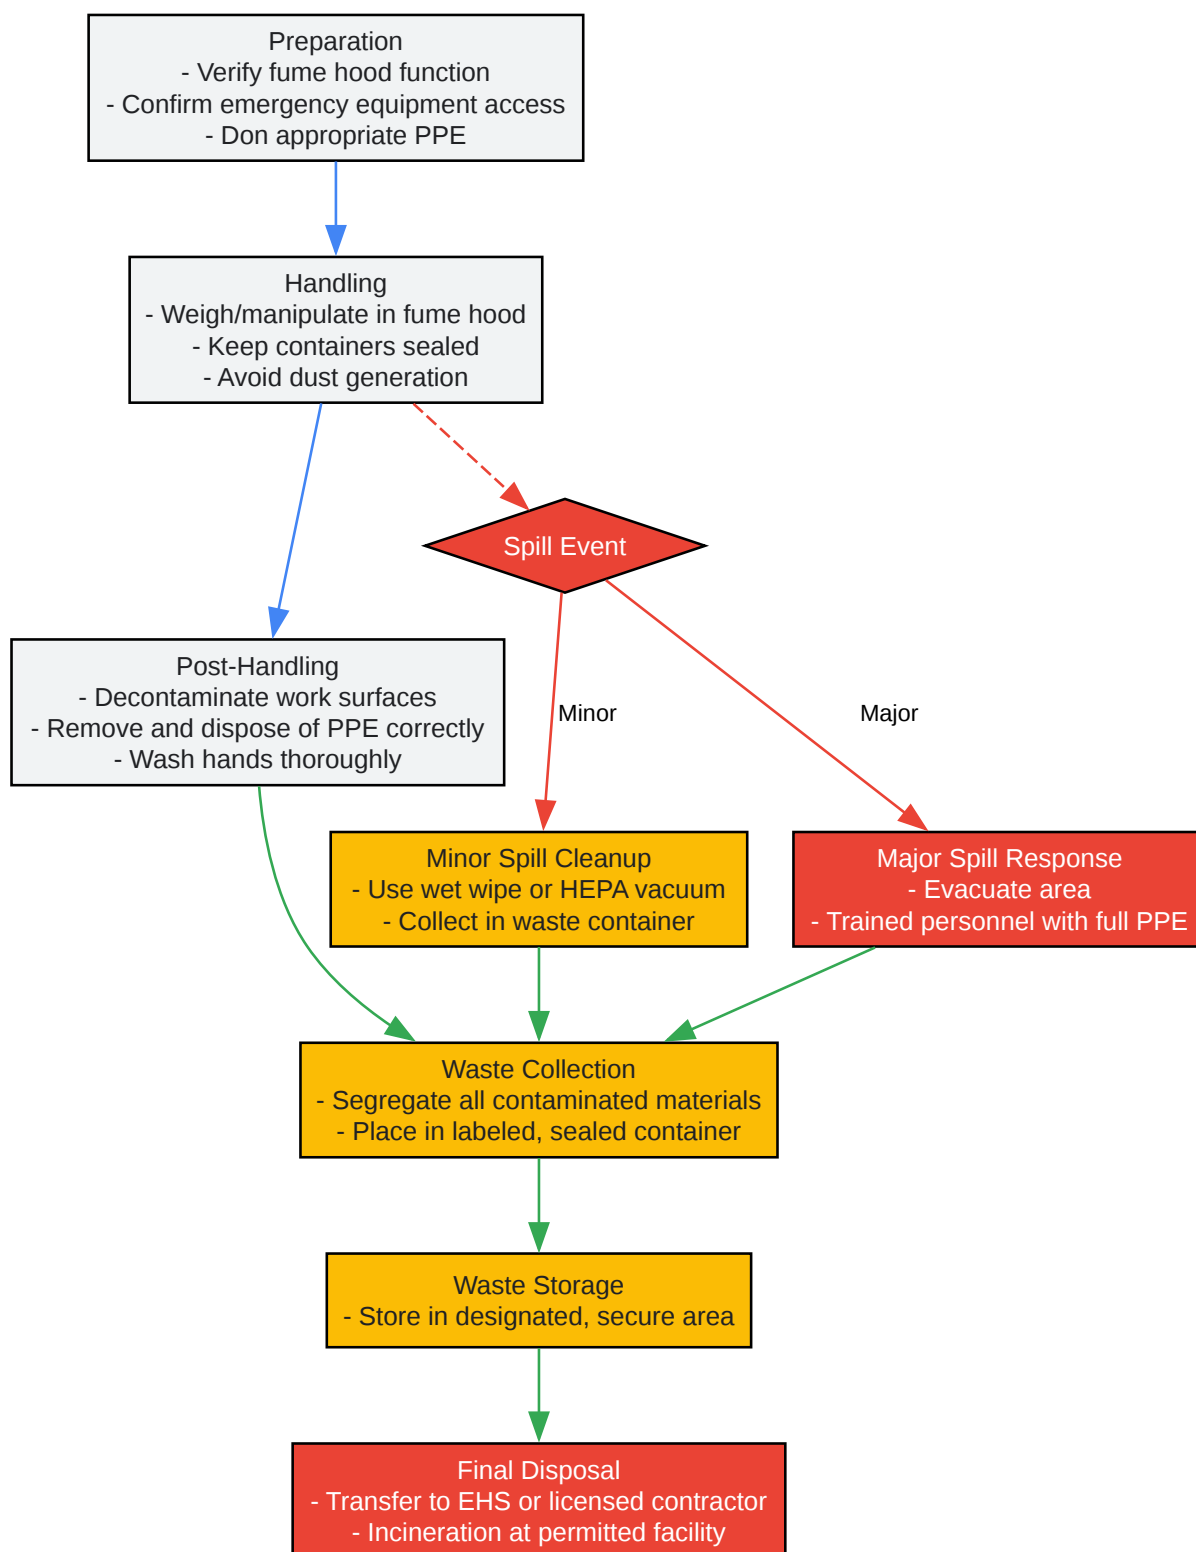 Preparation
- Verify fume hood function
- Confirm emergency equipment access
- Don appropriate PPE
Handling
- Weigh/manipulate in fume hood
- Keep containers sealed
- Avoid dust generation
Spill Event
Post-Handling
- Decontaminate work surfaces
- Remove and dispose of PPE correctly
- Wash hands thoroughly
Minor
Major
Minor Spill Cleanup
- Use wet wipe or HEPA vacuum
- Collect in waste container
Major Spill Response
- Evacuate area
- Trained personnel with full PPE
Waste Collection
- Segregate all contaminated materials
- Place in labeled, sealed container
Waste Storage
- Store in designated, secure area
Final Disposal
- Transfer to EHS or licensed contractor
- Incineration at permitted facility